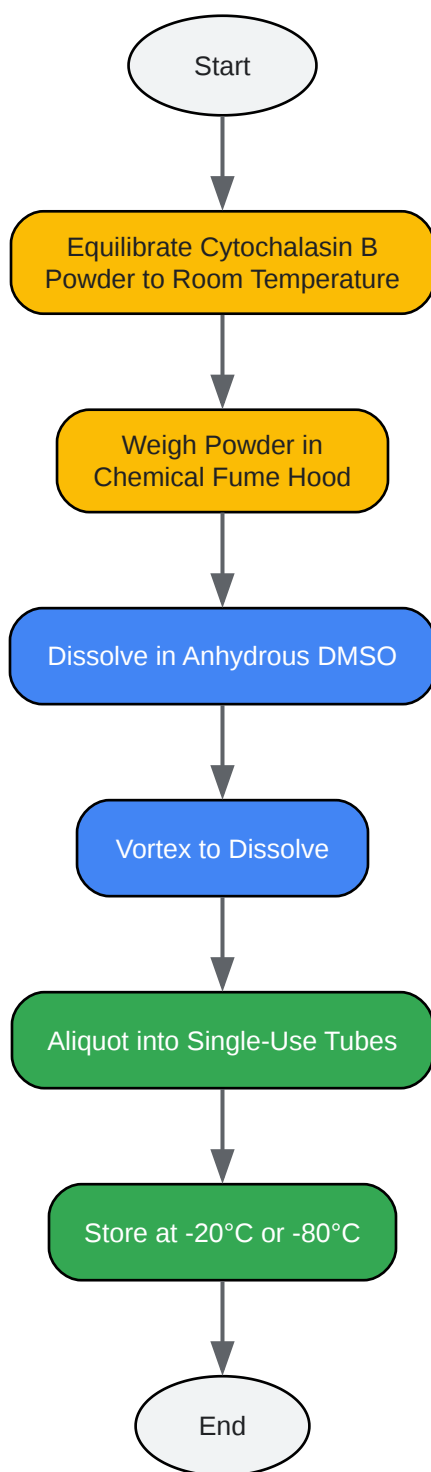 Start
Equilibrate Cytochalasin B
Powder to Room Temperature
Weigh Powder in
Chemical Fume Hood
Dissolve in Anhydrous DMSO
Vortex to Dissolve
Aliquot into Single-Use Tubes
Store at -20°C or -80°C
End